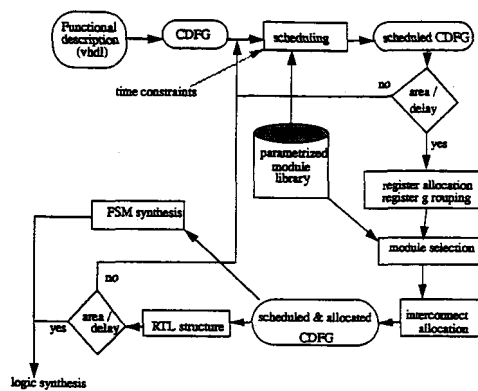 Functional
description
(vhdl)
CDFG
scheduling
scheduled CDFG
time constraints
no
area /
delay
yes
parametrized
module
library
register allocation
register g rouping
FSM synthesis
module selection
no
area /
delay
yes
RTL structure
scheduled & allocated
CDFG
interconnect
allocation
logic synthesis